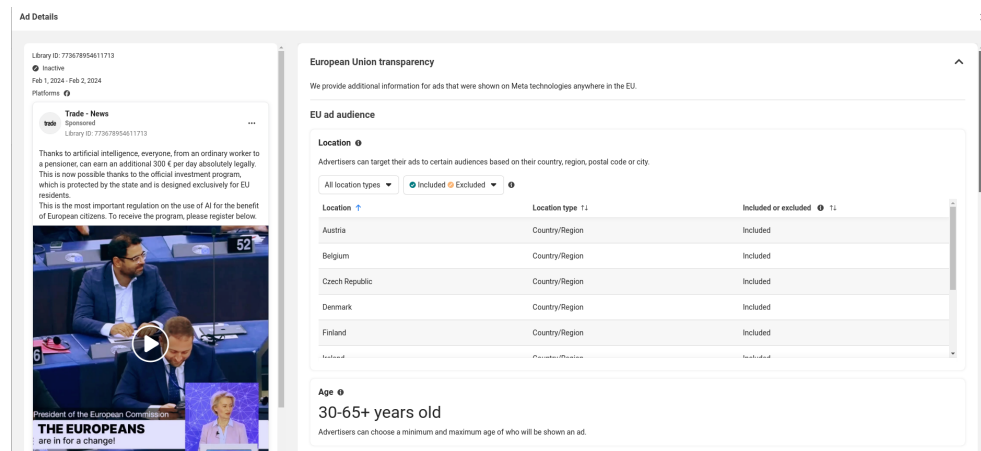 Ad Details
Library ID: 773678954611713
Inactive
Feb 1, 2024 - Feb 2, 2024
Platforms
trade
Trade - News
Sponsored
Library ID: 773678954611713
Thanks to artificial intelligence, everyone, from an ordinary worker to
a pensioner, can earn an additional 300 € per day absolutely legally.
This is now possible thanks to the official investment program,
which is protected by the state and is designed exclusively for EU
residents.
This is the most important regulation on the use of AI for the benefit
of European citizens. To receive the program, please register below.
52
6
President of the European Commission
THE EUROPEANS
are in for a change!
European Union transparency
We provide additional information for ads that were shown on Meta technologies anywhere in the EU.
EU ad audience
Location
Advertisers can target their ads to certain audiences based on their country, region, postal code or city.
All location types
Included Excluded
Location Location type Included or excluded
Austria Country/Region Included
Belgium Country/Region Included
Czech Republic Country/Region Included
Denmark Country/Region Included
Finland Country/Region Included
Ireland Country/Region Included
Age
30-65+ years old
Advertisers can choose a minimum and maximum age of who will be shown an ad.